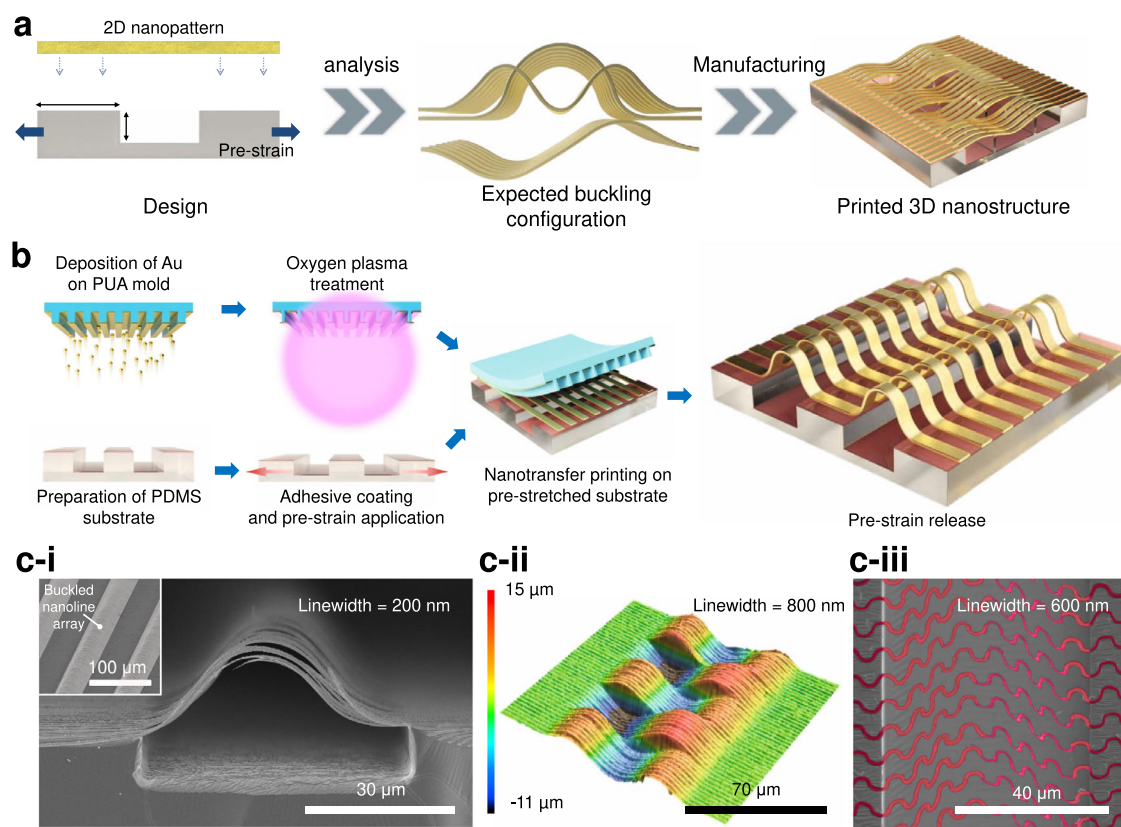 a
2D nanopattern
Pre-strain
Design
analysis
Expected buckling
configuration
Manufacturing
Printed 3D nanostructure
b
Deposition of Au
on PUA mold
Oxygen plasma
treatment
Preparation of PDMS
substrate
Adhesive coating
and pre-strain application
Nanotransfer printing on
pre-stretched substrate
Pre-strain release
c-i
Buckled
nanoline
array
100 µm
Linewidth = 200 nm
30 µm
c-ii
15 µm
Linewidth = 800 nm
-11 µm
70 µm
c-iii
Linewidth = 600 nm
40 µm